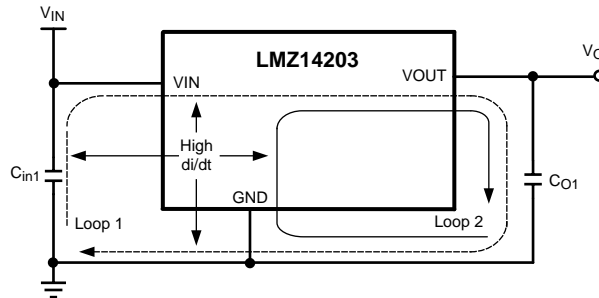 VIN
LMZ14203
VO
VIN
VOUT
High
di/dt
Cin1
CO1
GND
Loop 1
Loop 2